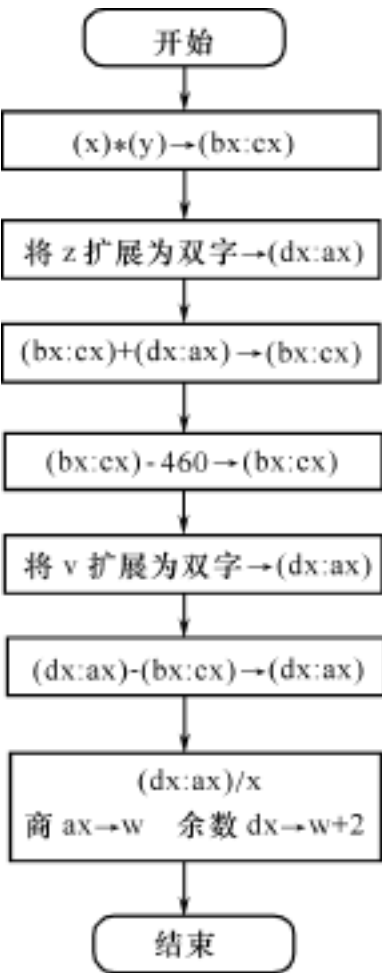 开始
(x)*(y)→(bx:cx)
将 z 扩展为双字→(dx:ax)
(bx:cx)+(dx:ax)→(bx:cx)
(bx:cx)-460→(bx:cx)
将 v 扩展为双字→(dx:ax)
(dx:ax)-(bx:cx)→(dx:ax)
(dx:ax)/x
商 ax→w 余数 dx→w+2
结束